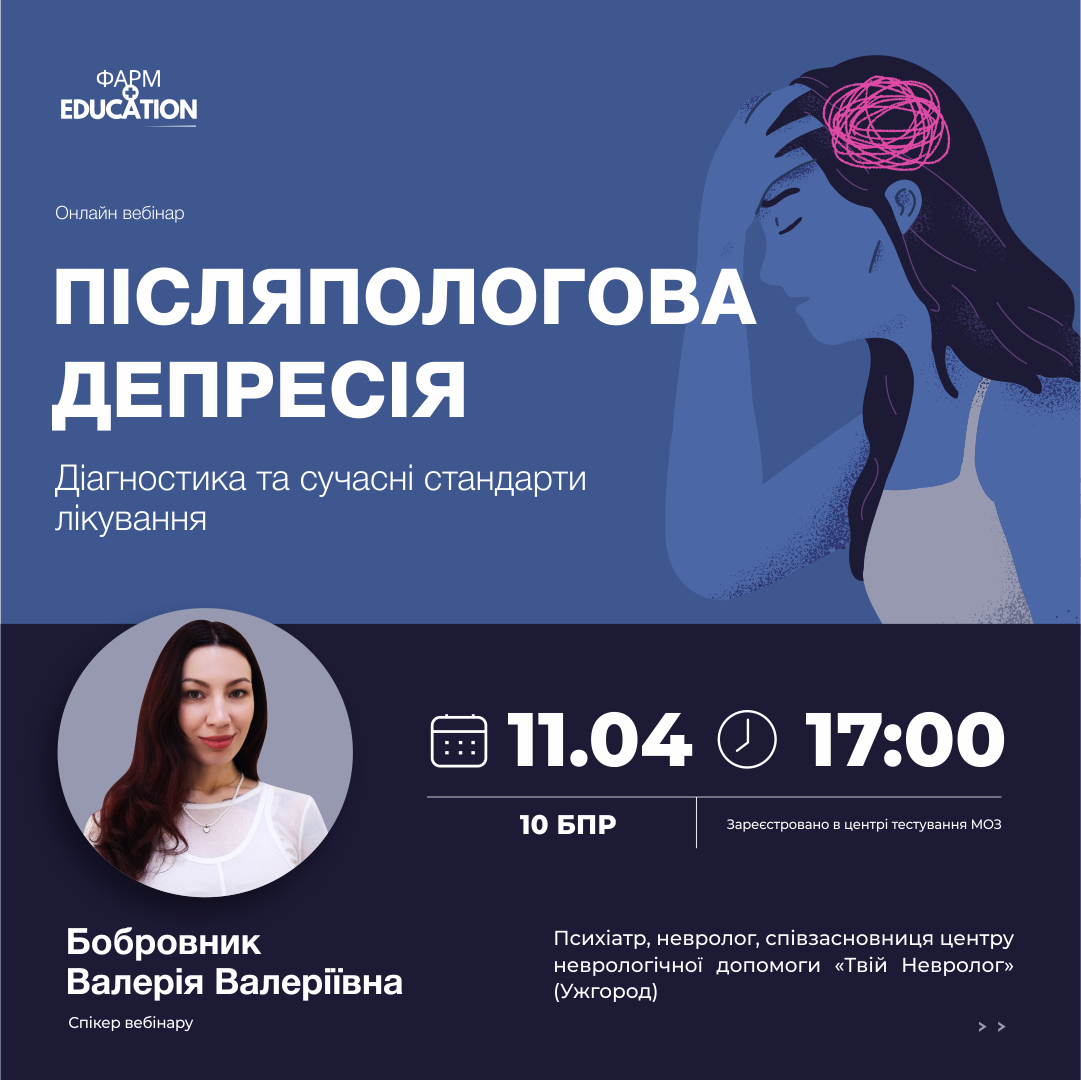 ФАРМ
EDUCATION
Онлайн вебінар
ПІСЛЯПОЛОГОВА
ДЕПРЕСІЯ
Діагностика та сучасні стандарти
лікування
11.04 17:00
10 БПР
Зареєстровано в центрі тестування МОЗ
Бобровник
Валерія Валеріївна
Спікер вебінару
Психіатр, невролог, співзасновниця центру
неврологічної допомоги «Твій Невролог»
(Ужгород)
> >